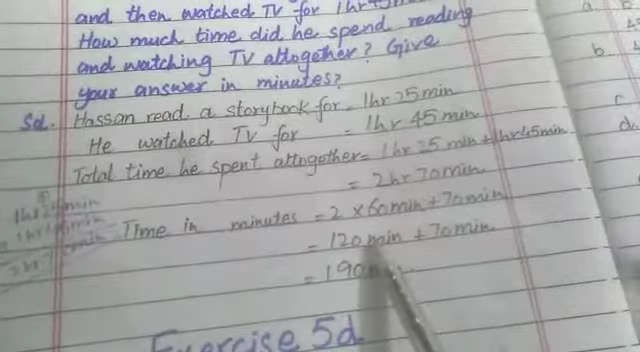 and then watched TV for 1hr 45min
How much time did he spend reading
and watching TV altogether? Give
your answer in minutes?
Sol. Hassan read a storybook for = 1hr 25min
He watched TV for = 1hr 45 min
Total time he spent altogether = 1hr 25 min + 1hr 45min
= 2hr 70min
Time in minutes = 2 x 60min + 70min
= 120min + 70min
= 190
Exercise 5d